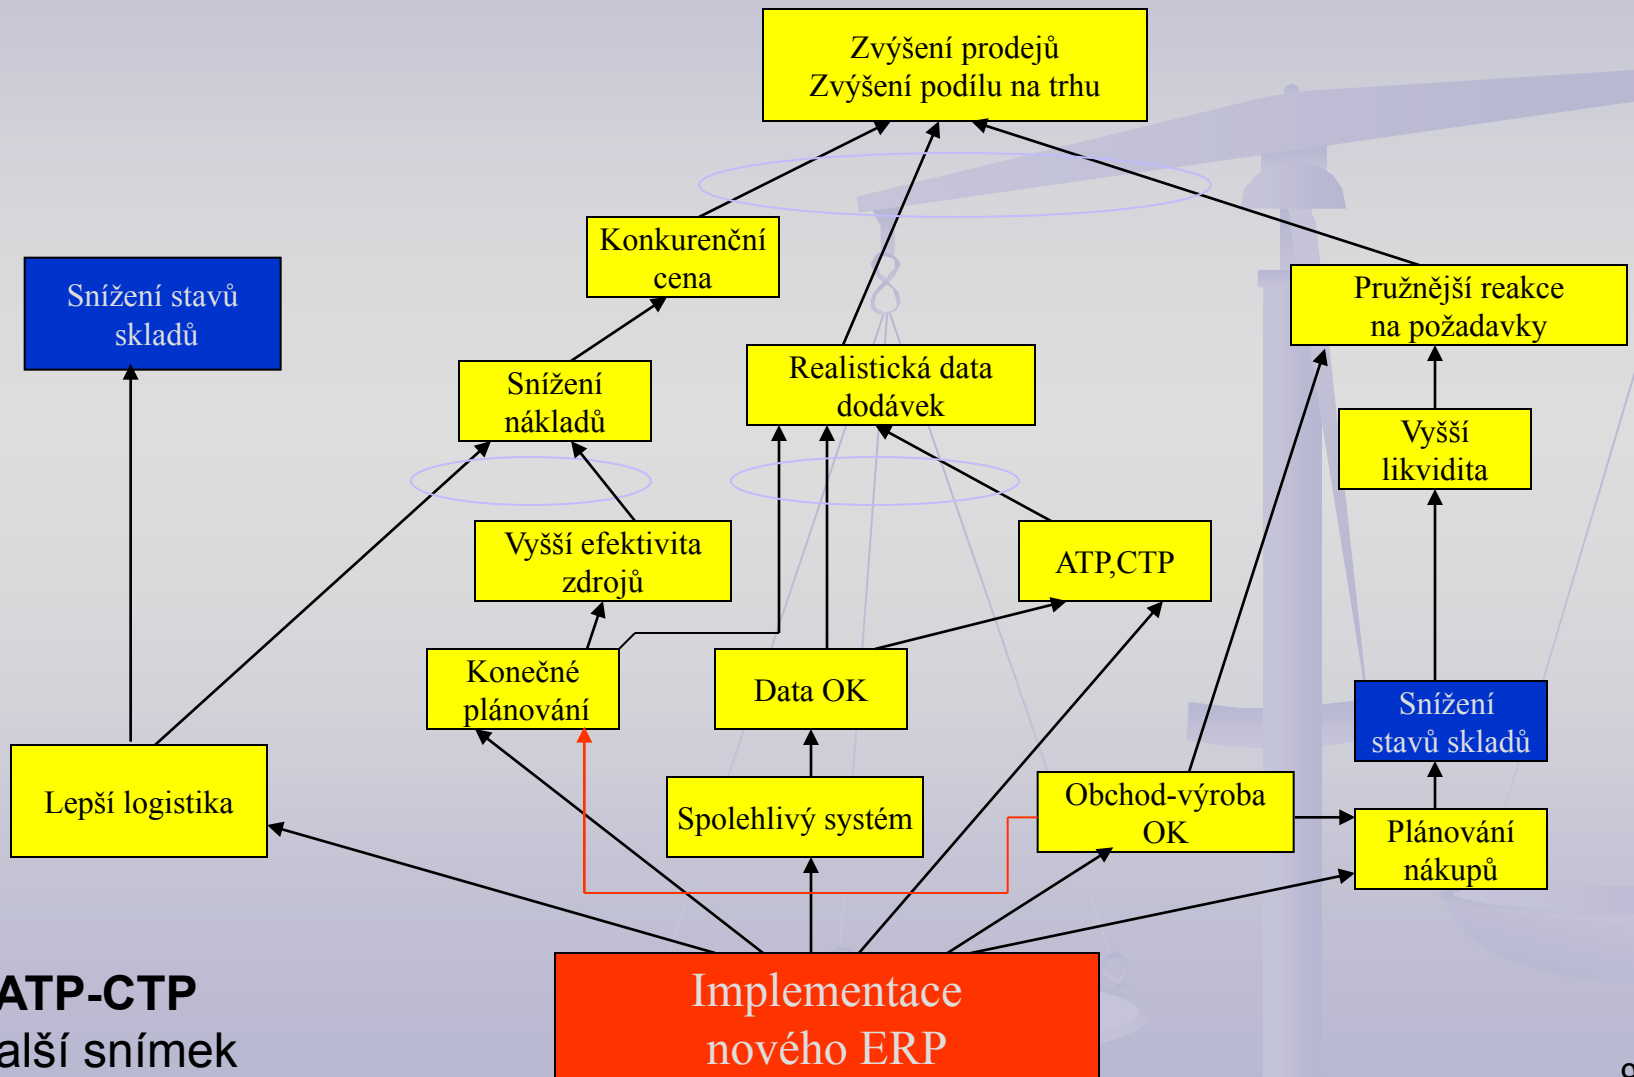 Zvýšení prodejů
Zvýšení podílu na trhu
Konkurenční
cena
Snížení stavů
skladů
Pružnější reakce
na požadavky
Snížení
nákladů
Realistická data
dodávek
Vyšší
likvidita
Vyšší efektivita
zdrojů
ATP,CTP
Konečné
plánování
Data OK
Snížení
stavů skladů
Lepší logistika
Spolehlivý systém
Obchod-výroba
OK
Plánování
nákupů
Implementace
nového ERP
ATP-CTP
alší snímek